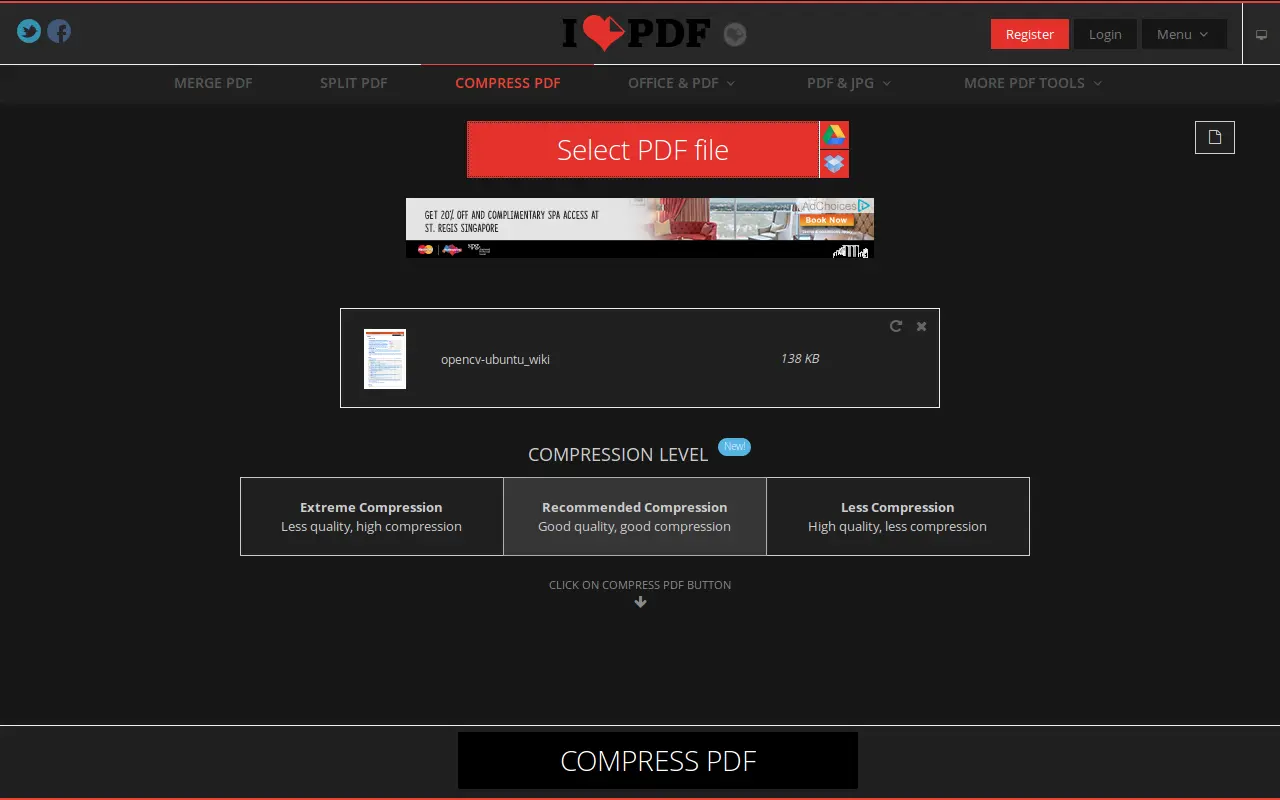 I PDF
Register
Login
Menu
MERGE PDF
SPLIT PDF
COMPRESS PDF
OFFICE & PDF
PDF & JPG
MORE PDF TOOLS
Select PDF file
GET 20% OFF AND COMPLIMENTARY SPA ACCESS AT
ST. REGIS SINGAPORE
AdChoices
Book Now
spg
opencv-ubuntu_wiki
138 KB
COMPRESSION LEVEL
New!
Extreme Compression
Less quality, high compression
Recommended Compression
Good quality, good compression
Less Compression
High quality, less compression
CLICK ON COMPRESS PDF BUTTON
COMPRESS PDF